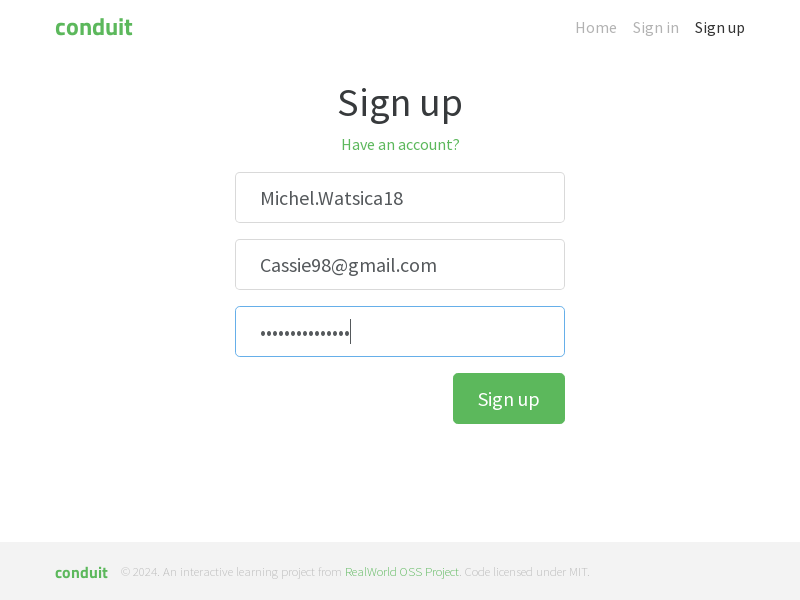 conduit
Home Sign in Sign up
Sign up
Have an account?
Michel.Watsica18
Cassie98@gmail.com
•••••••••••••••
Sign up
conduit © 2024. An interactive learning project from RealWorld OSS Project. Code licensed under MIT.